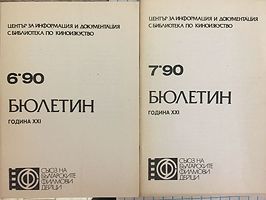 ЦЕНТЪР ЗА ИНФОРМАЦИЯ И ДОКУМЕНТАЦИЯ
С БИБЛИОТЕКА ПО КИНОИЗКУСТВО
6'90
БЮЛЕТИН
ГОДИНА XXI
СЪЮЗ НА
БЪЛГАРСКИТЕ
ФИЛМОВИ
ДЕЙЦИ
ЦЕНТЪР ЗА ИНФОРМАЦИЯ И ДОКУМЕНТАЦИЯ
С БИБЛИОТЕКА ПО КИНОИЗКУСТВО
7'90
БЮЛЕТИН
ГОДИНА XXI
СЪЮЗ НА
БЪЛГАРСКИТЕ
ФИЛМОВИ
ДЕЙЦИ